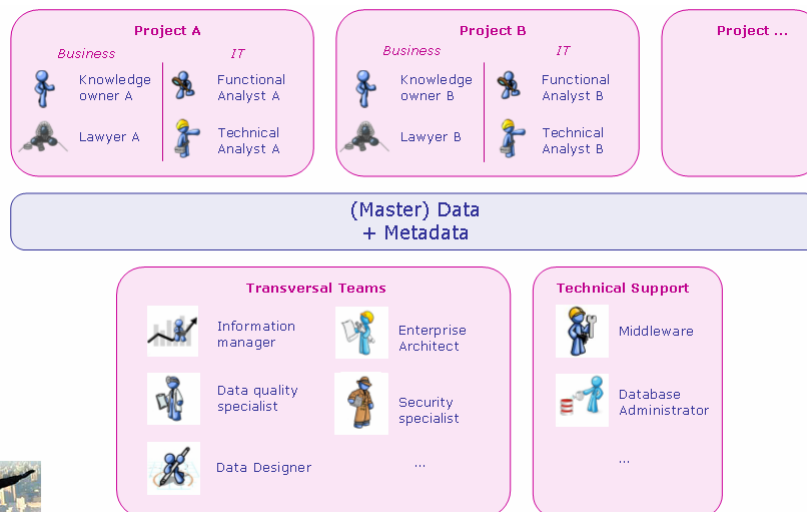 Project A
Business
IT
Knowledge
owner A
Functional
Analyst A
Lawyer A
Technical
Analyst A
Project B
Business
IT
Knowledge
owner B
Functional
Analyst B
Lawyer B
Technical
Analyst B
Project ...
(Master) Data
+ Metadata
Transversal Teams
Information
manager
Enterprise
Architect
Data quality
specialist
Security
specialist
Data Designer
...
Technical Support
Middleware
Database
Administrator
...